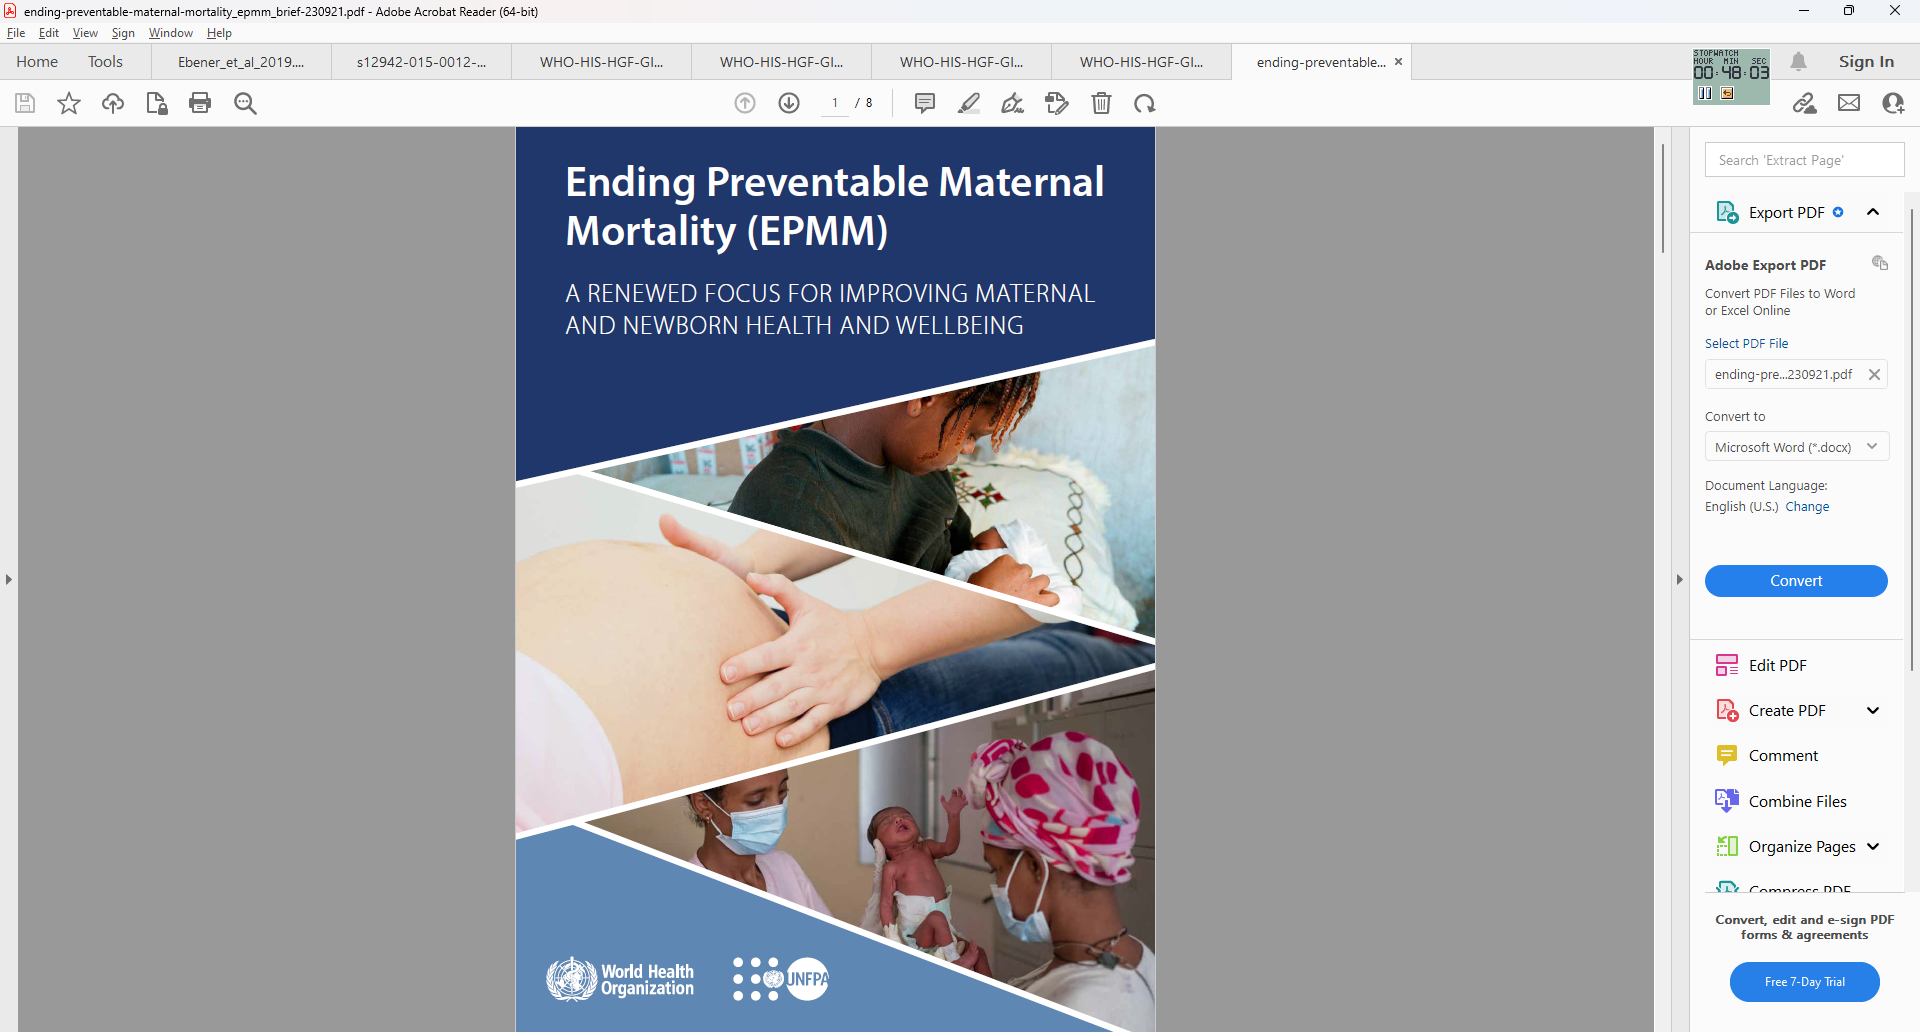 ending-preventable-maternal-mortality_epmm_brief-230921.pdf - Adobe Acrobat Reader (64-bit)
File Edit View Sign Window Help
Home Tools Ebener_et_al_2019.... s12942-015-0012-... WHO-HIS-HGF-GI... WHO-HIS-HGF-GI... WHO-HIS-HGF-GI... WHO-HIS-HGF-GI... ending-preventable... Sign In
STOPWATCH
HOUR MIN SEC
00:48:03
1 / 8
Ending Preventable Maternal
Mortality (EPMM)
A RENEWED FOCUS FOR IMPROVING MATERNAL
AND NEWBORN HEALTH AND WELLBEING
World Health
Organization
UNFPA
Search 'Extract Page'
Export PDF
Adobe Export PDF
Convert PDF Files to Word
or Excel Online
Select PDF File
ending-pre...230921.pdf
Convert to
Microsoft Word (*.docx)
Document Language:
English (U.S.) Change
Convert
Edit PDF
Create PDF
Comment
Combine Files
Organize Pages
Compress PDF
Convert, edit and e-sign PDF
forms & agreements
Free 7-Day Trial